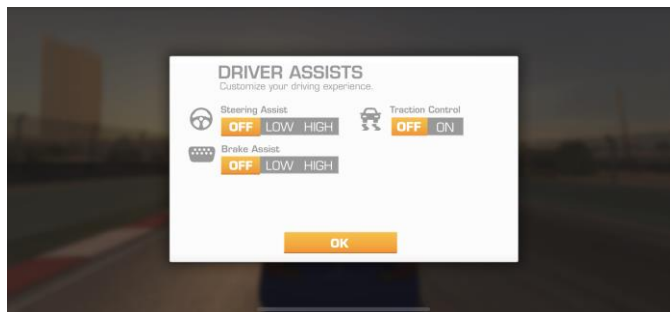 DRIVER ASSISTS
Customize your driving experience.
Steering Assist
OFF LOW HIGH
Traction Control
OFF ON
Brake Assist
OFF LOW HIGH
OK